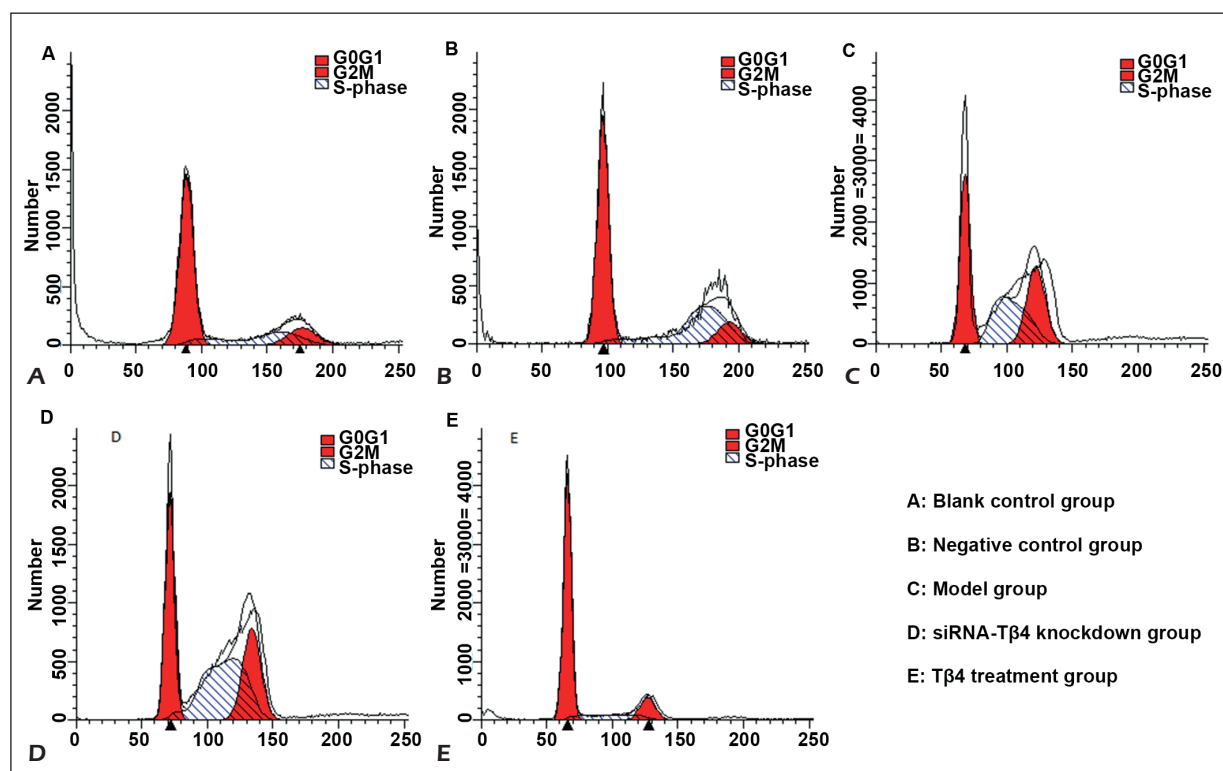 A
G0G1
G2M
S-phase
Number
0 500 1000 1500 2000
0 50 100 150 200 250
A
B
G0G1
G2M
S-phase
Number
0 500 1000 1500 2000
0 50 100 150 200 250
B
C
G0G1
G2M
S-phase
Number
0 1000 2000 =3000= 4000
0 50 100 150 200 250
C
D
D
G0G1
G2M
S-phase
Number
0 500 1000 1500 2000
0 50 100 150 200 250
D
E
E
G0G1
G2M
S-phase
Number
0 1000 2000 =3000= 4000
0 50 100 150 200 250
E
A: Blank control group
B: Negative control group
C: Model group
D: siRNA-Tβ4 knockdown group
E: Tβ4 treatment group